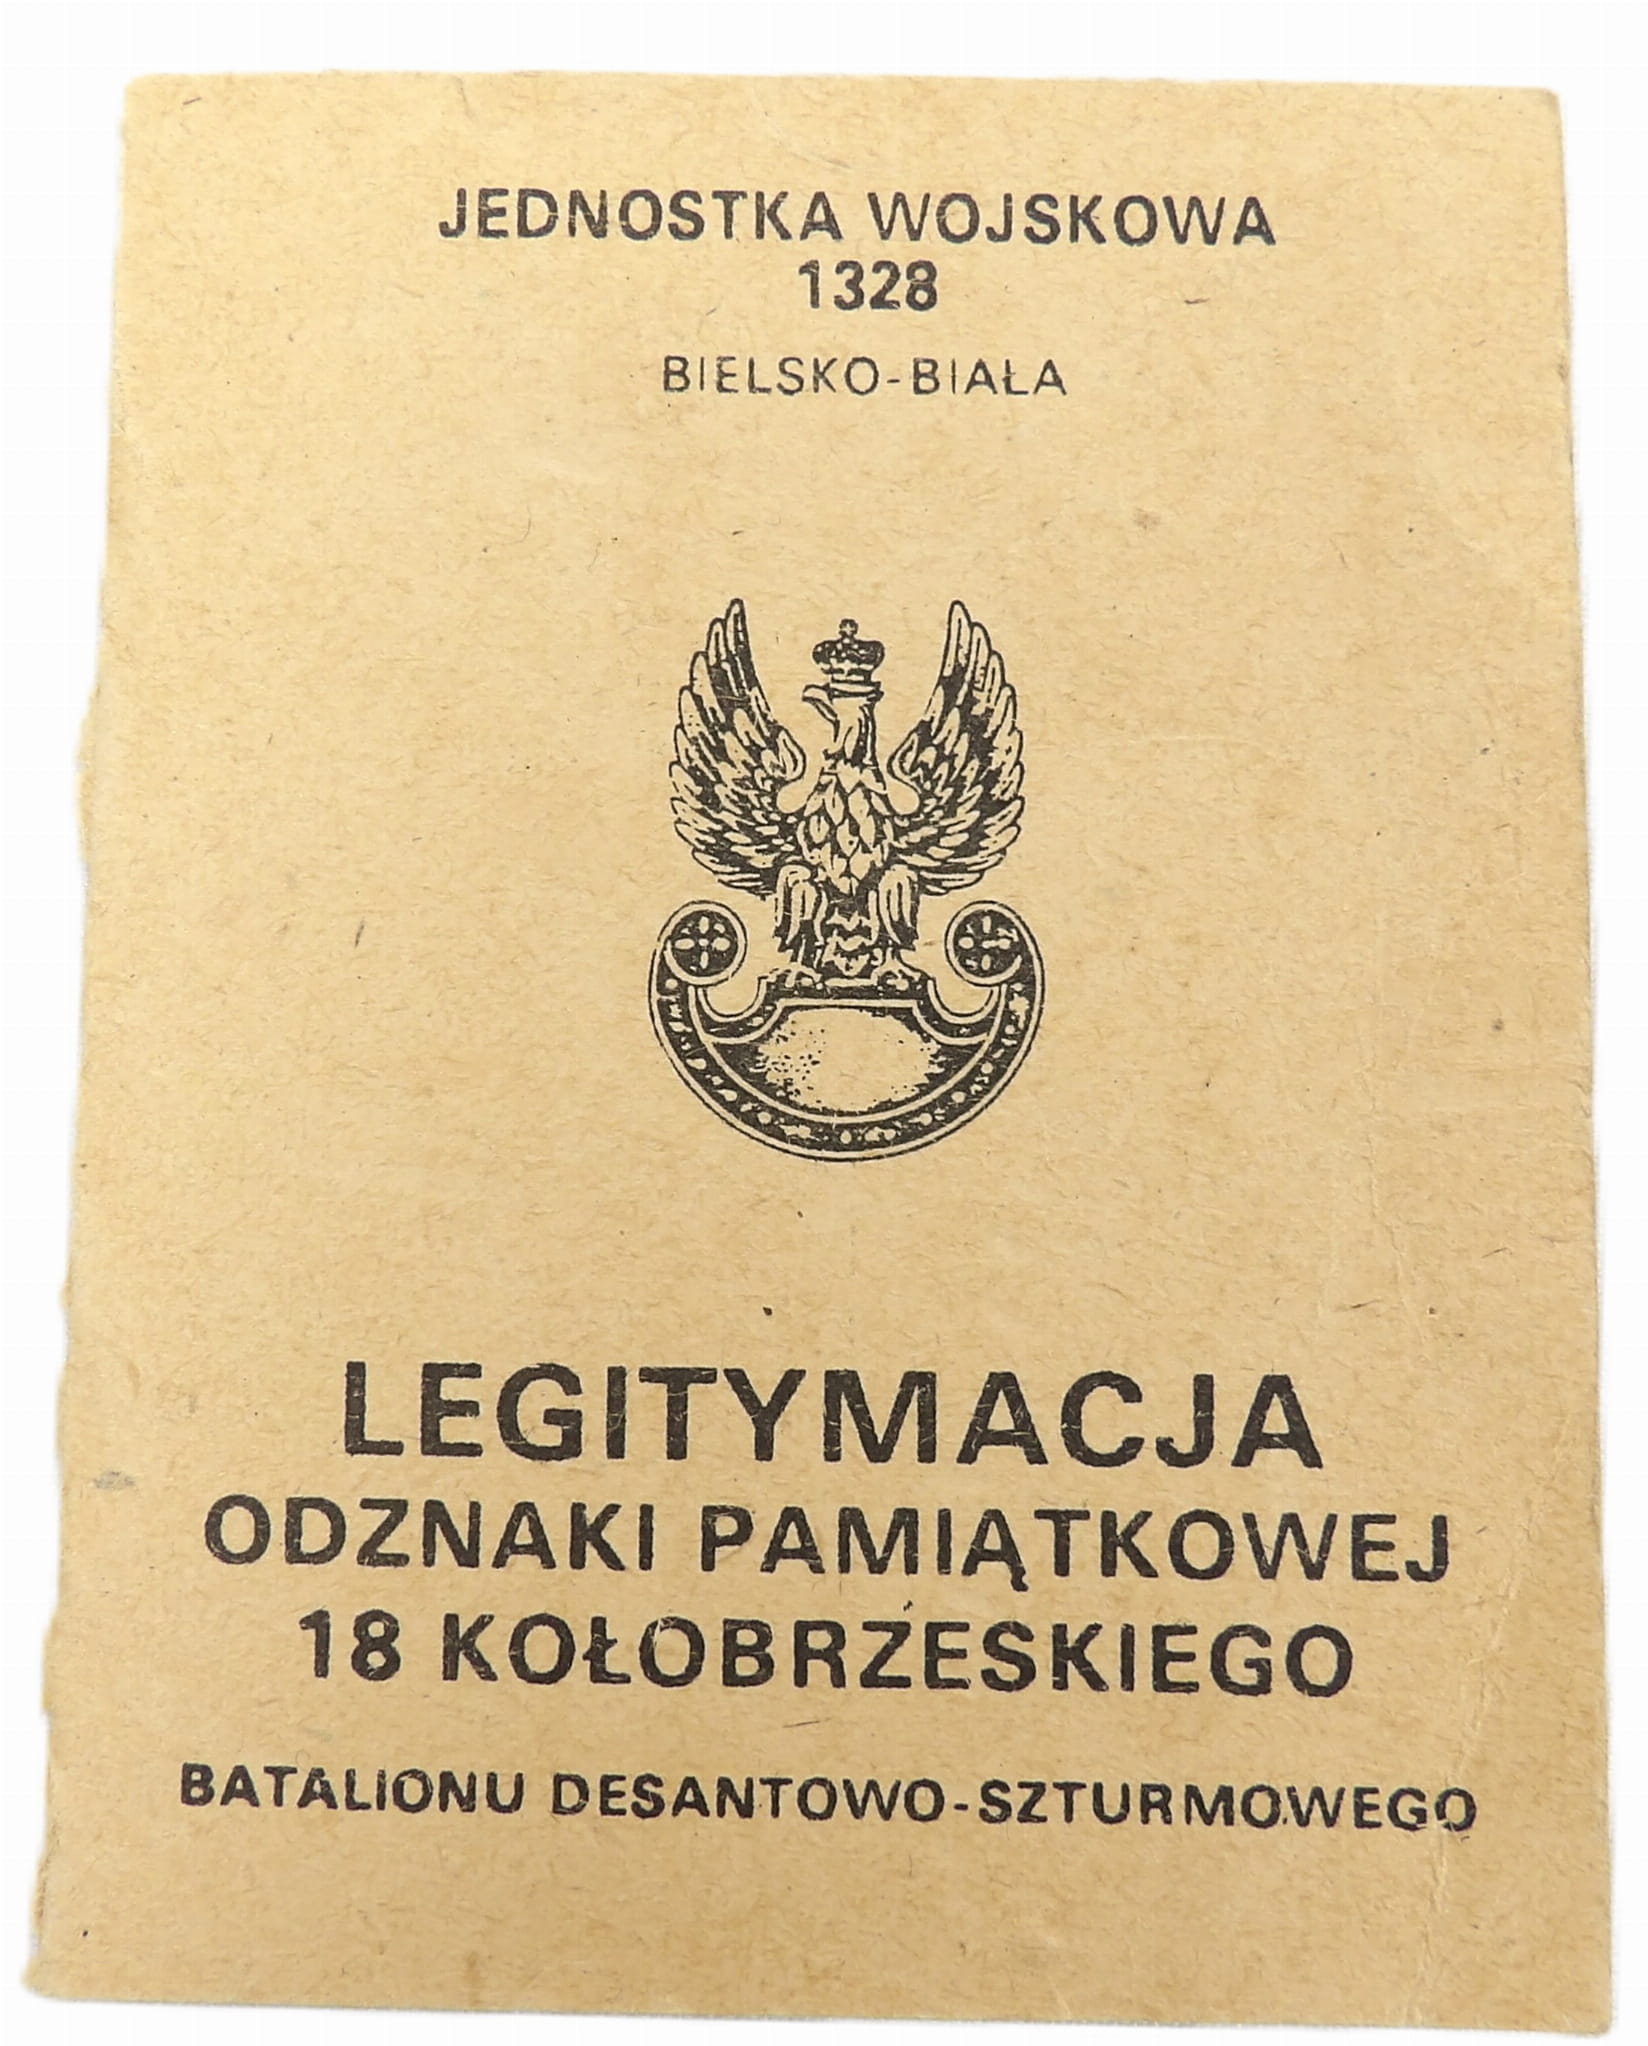 JEDNOSTKA WOJSKOWA
1328
BIELSKO-BIAŁA
LEGITYMACJA
ODZNAKI PAMIĄTKOWEJ
18 KOŁOBRZESKIEGO
BATALIONU DESANTOWO-SZTURMOWEGO